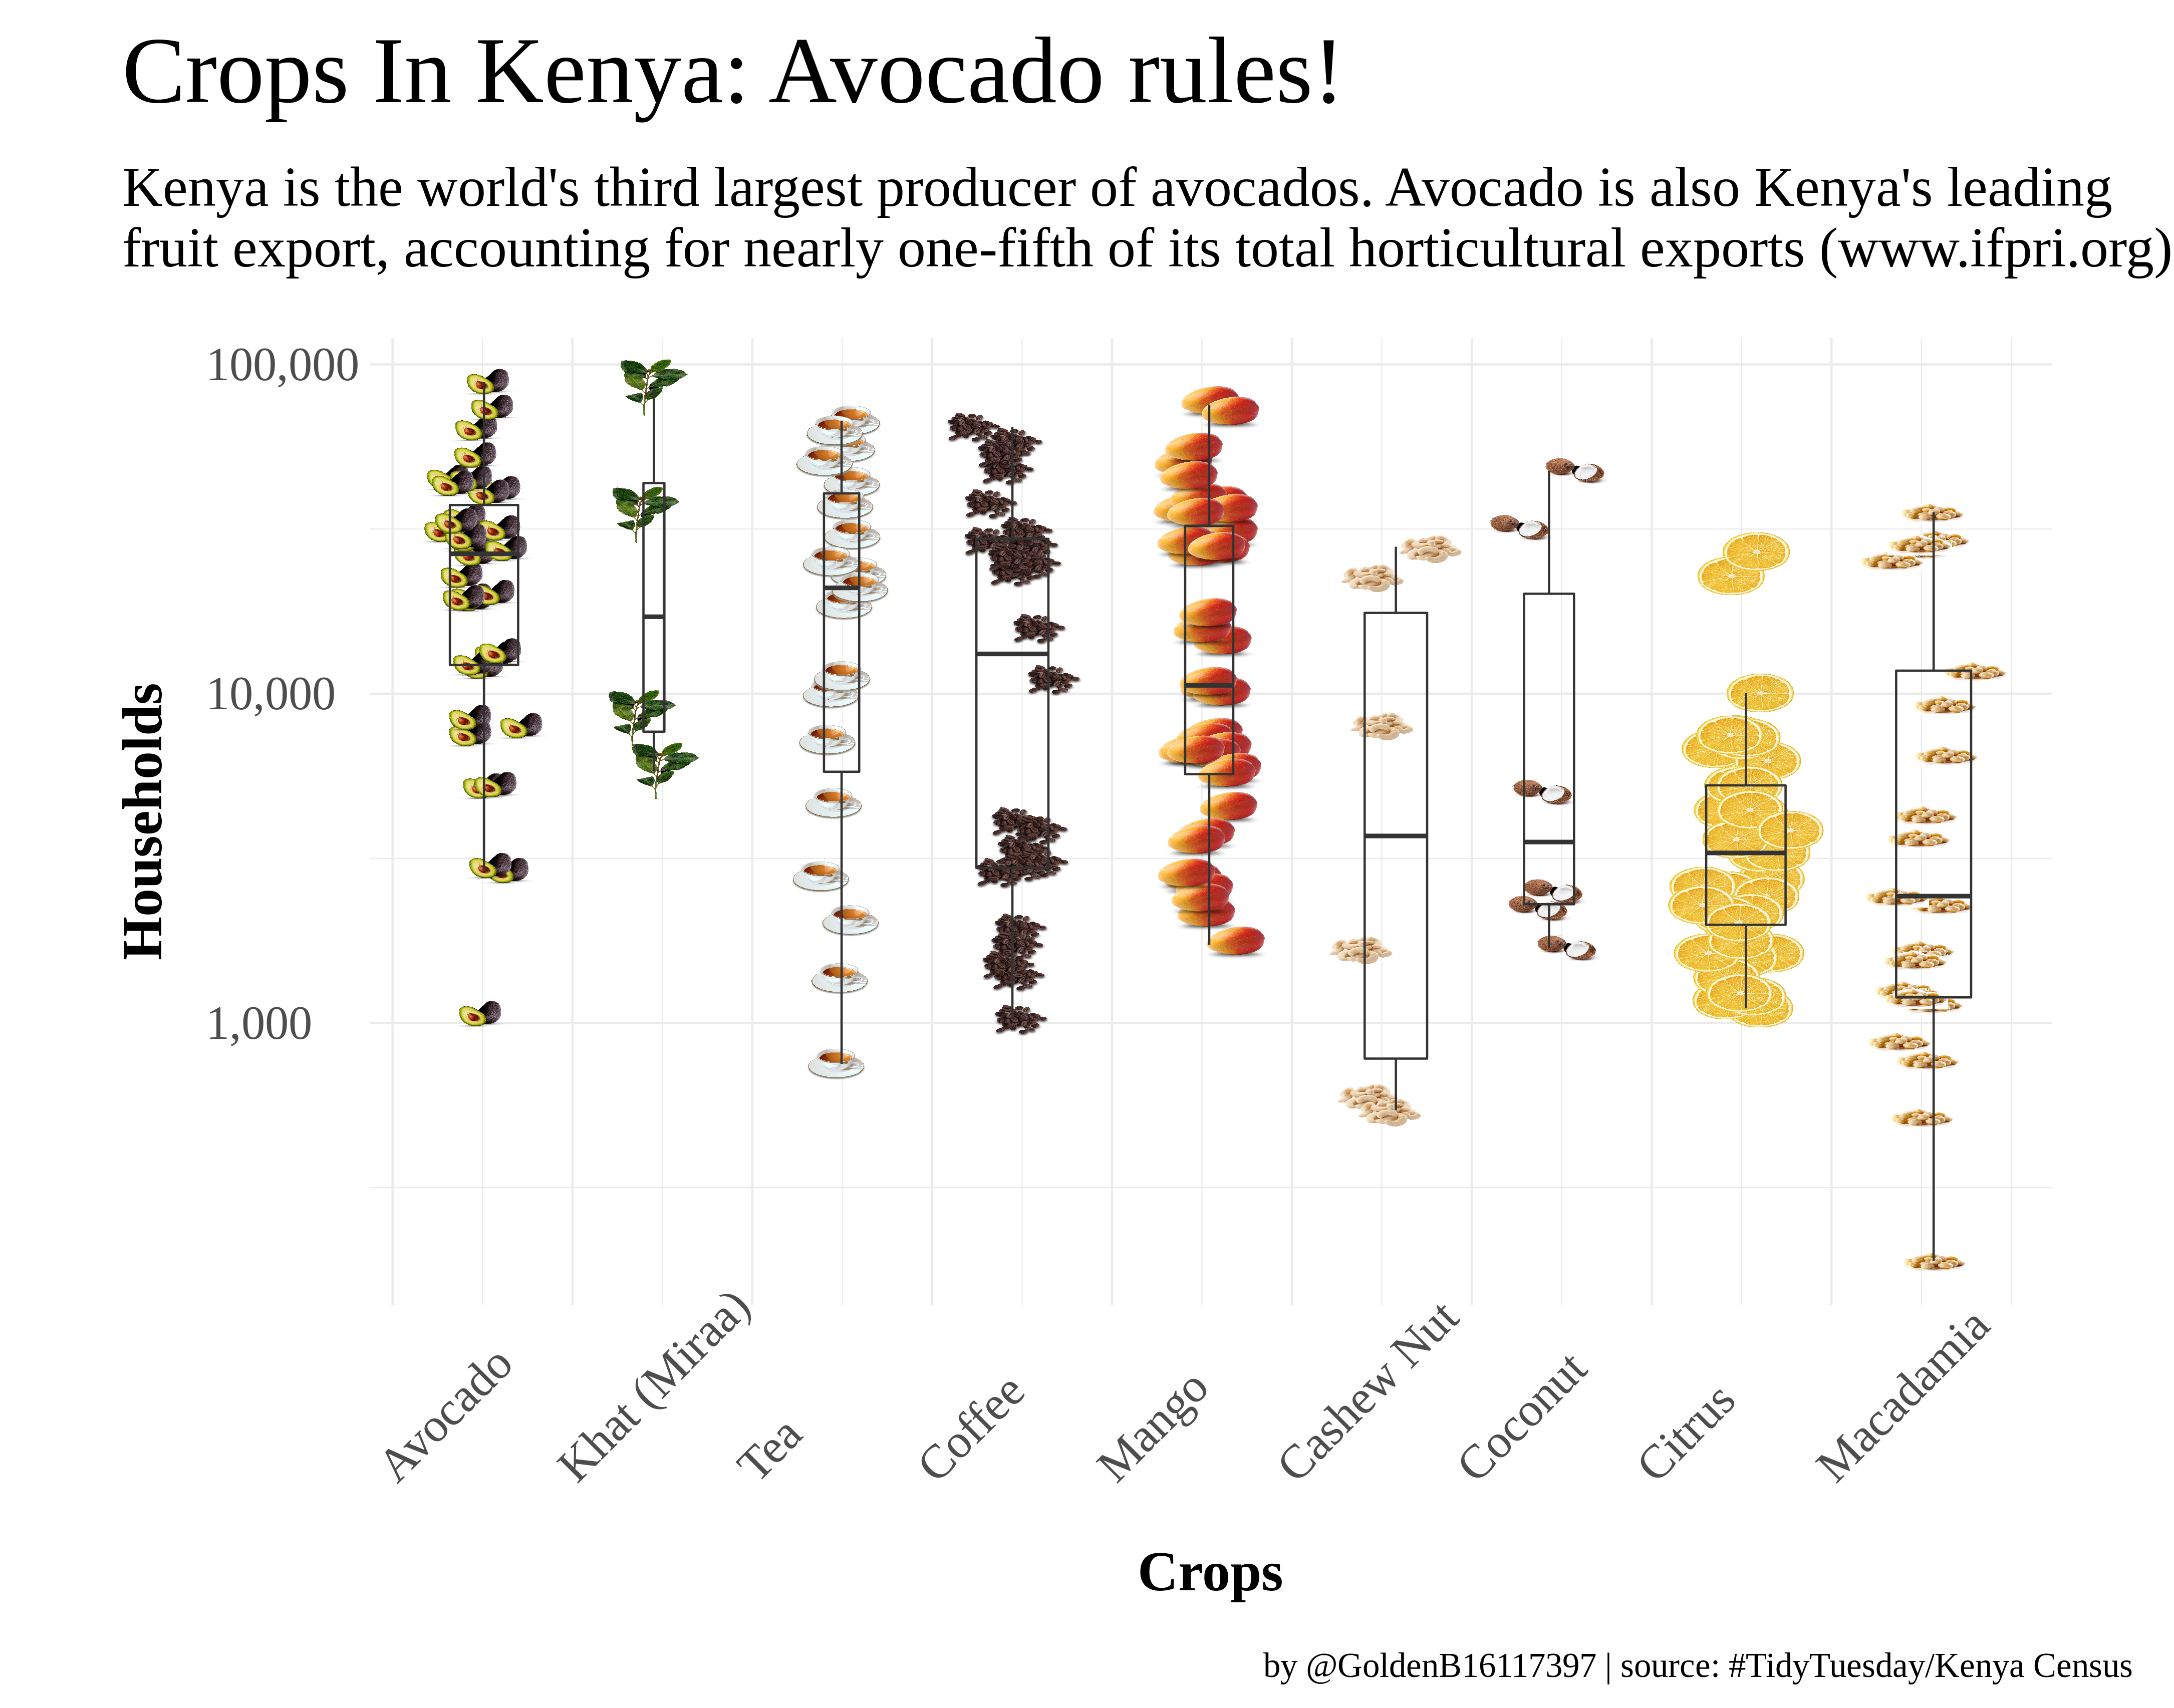 Crops In Kenya: Avocado rules!
Kenya is the world's third largest producer of avocados. Avocado is also Kenya's leading
fruit export, accounting for nearly one-fifth of its total horticultural exports (www.ifpri.org)
100,000
10,000
1,000
Households
Avocado
Khat (Miraa)
Tea
Coffee
Mango
Cashew Nut
Coconut
Citrus
Macadamia
Crops
by @GoldenB16117397 | source: #TidyTuesday/Kenya Census